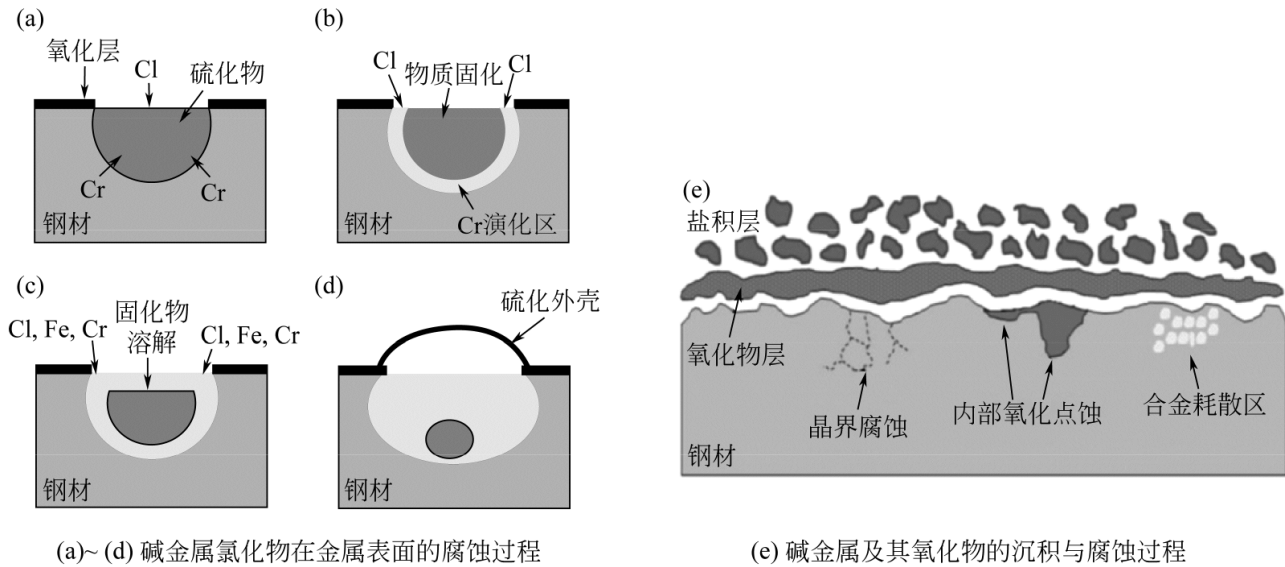 (a)
氧化层
Cl
硫化物
Cr
Cr
钢材
(b)
Cl
物质固化
Cl
Cr演化区
钢材
(c)
Cl, Fe, Cr
固化物
溶解
Cl, Fe, Cr
钢材
(d)
硫化外壳
钢材
(a)~ (d) 碱金属氯化物在金属表面的腐蚀过程
(e)
盐积层
氧化物层
晶界腐蚀
内部氧化点蚀
合金耗散区
钢材
(e) 碱金属及其氧化物的沉积与腐蚀过程